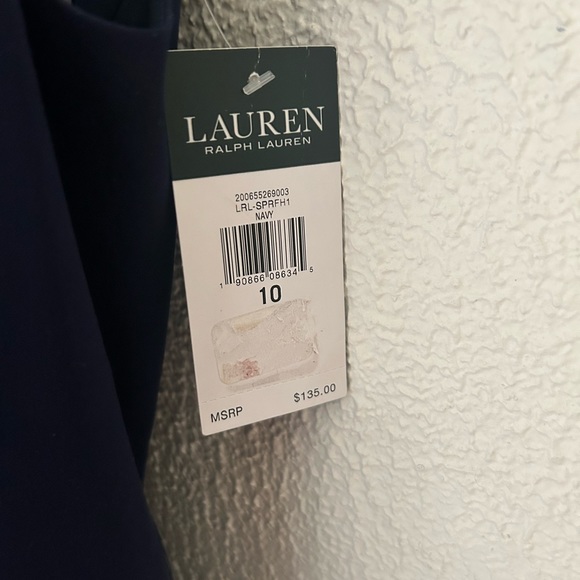 LAUREN
RALPH LAUREN
200655269003
LRL-SPRFH1
NAVY
1 90866 08634 5
10
MSRP $135.00